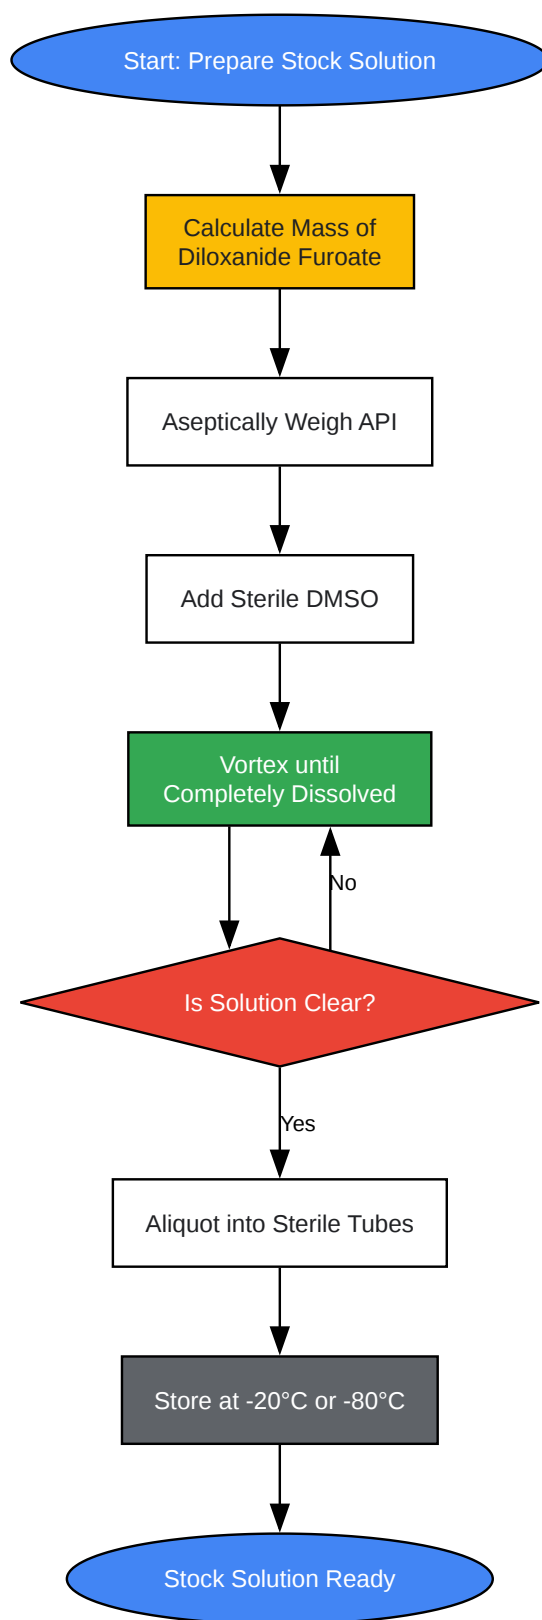 Start: Prepare Stock Solution
Calculate Mass of
Diloxanide Furoate
Aseptically Weigh API
Add Sterile DMSO
Vortex until
Completely Dissolved
No
Is Solution Clear?
Yes
Aliquot into Sterile Tubes
Store at -20°C or -80°C
Stock Solution Ready